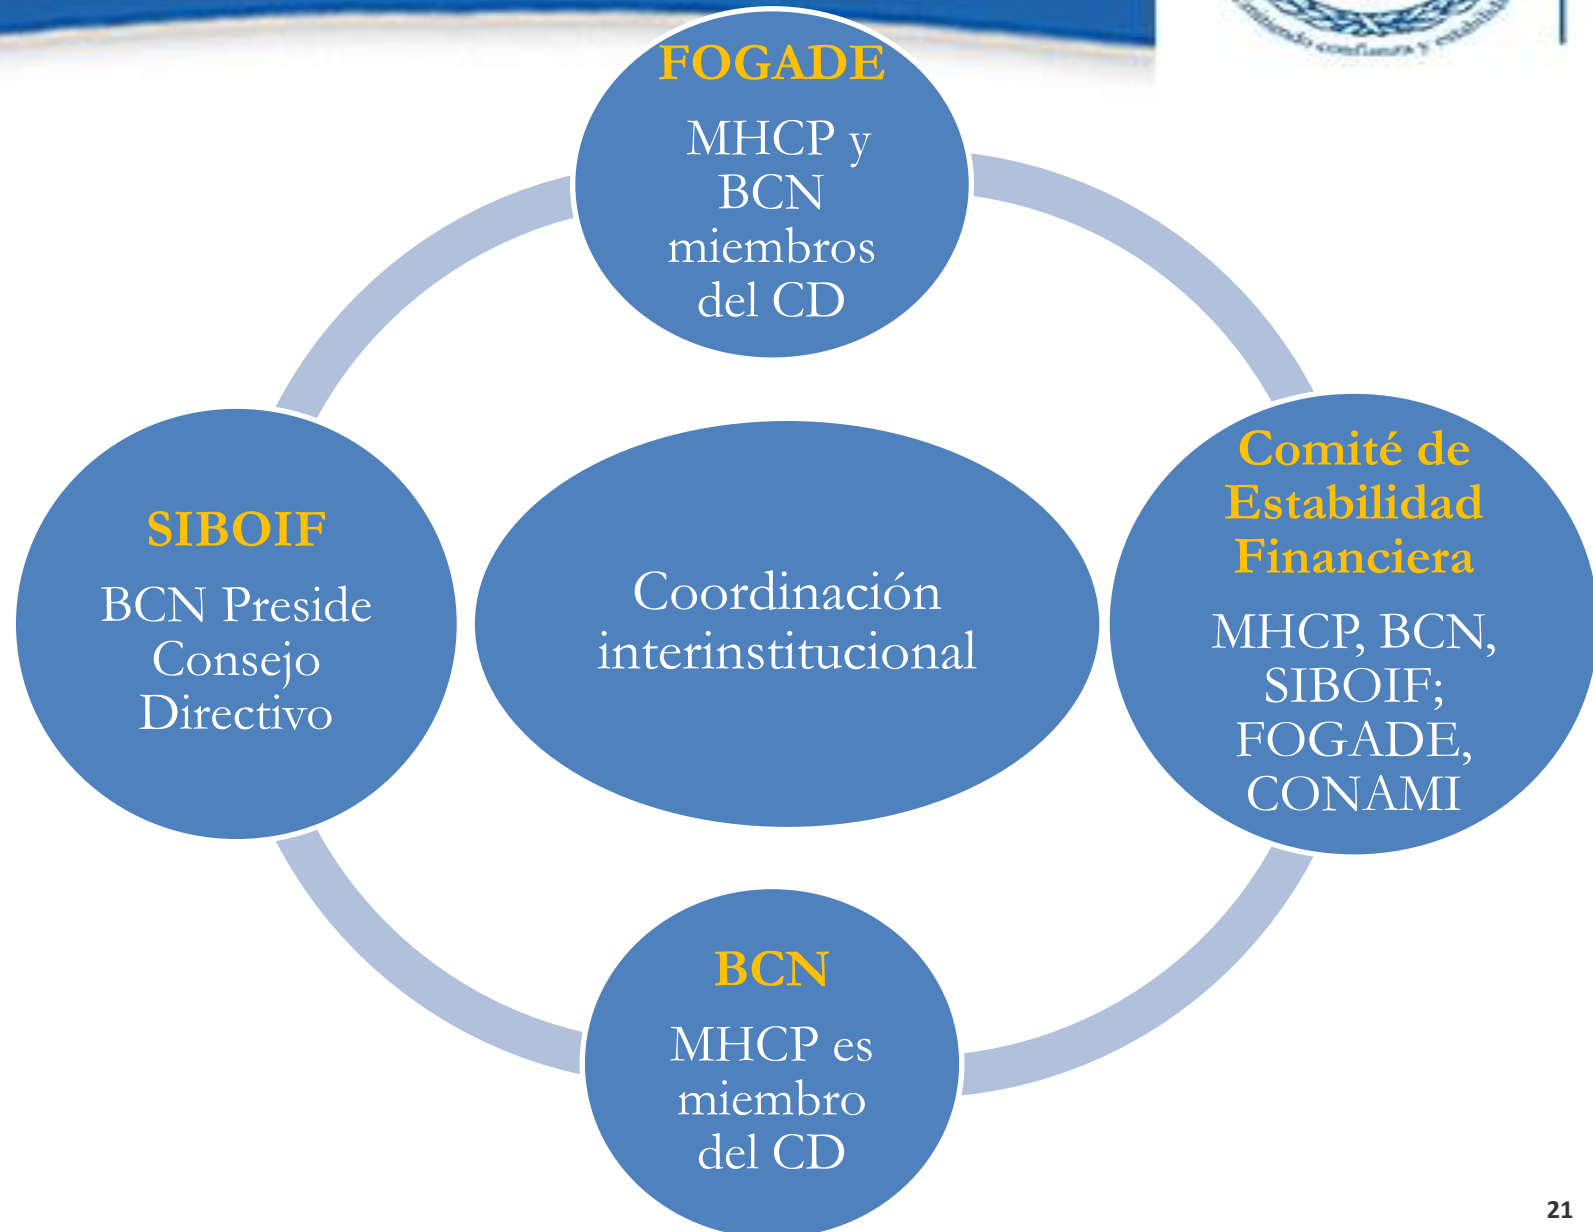 confianza y
FOGADE
MHCP y
BCN
miembros
del CD
Comité de
Estabilidad
Financiera
MHCP, BCN,
SIBOIF;
FOGADE,
CONAMI
SIBOIF
BCN Preside
Consejo
Directivo
Coordinación
interinstitucional
BCN
MHCP es
miembro
del CD
21